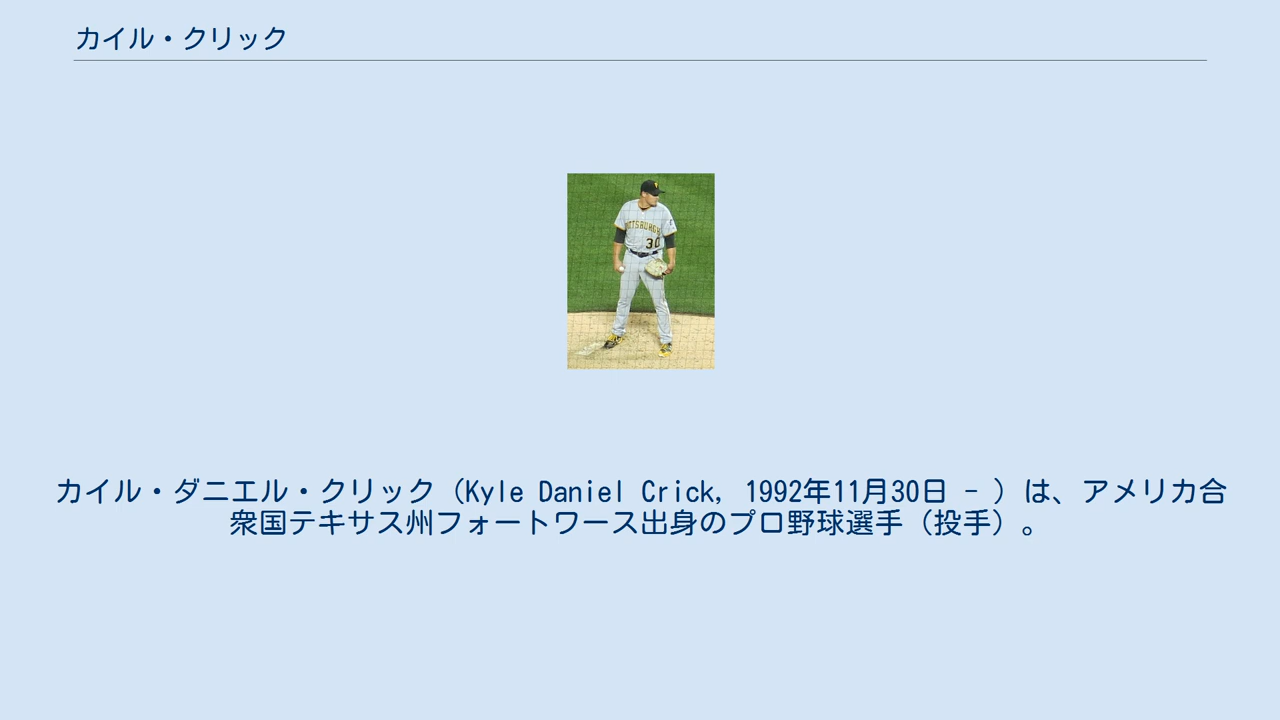 カイル・クリック
PITTSBURGH
30
カイル・ダニエル・クリック（Kyle Daniel Crick, 1992年11月30日 - ）は、アメリカ合
衆国テキサス州フォートワース出身のプロ野球選手（投手）。